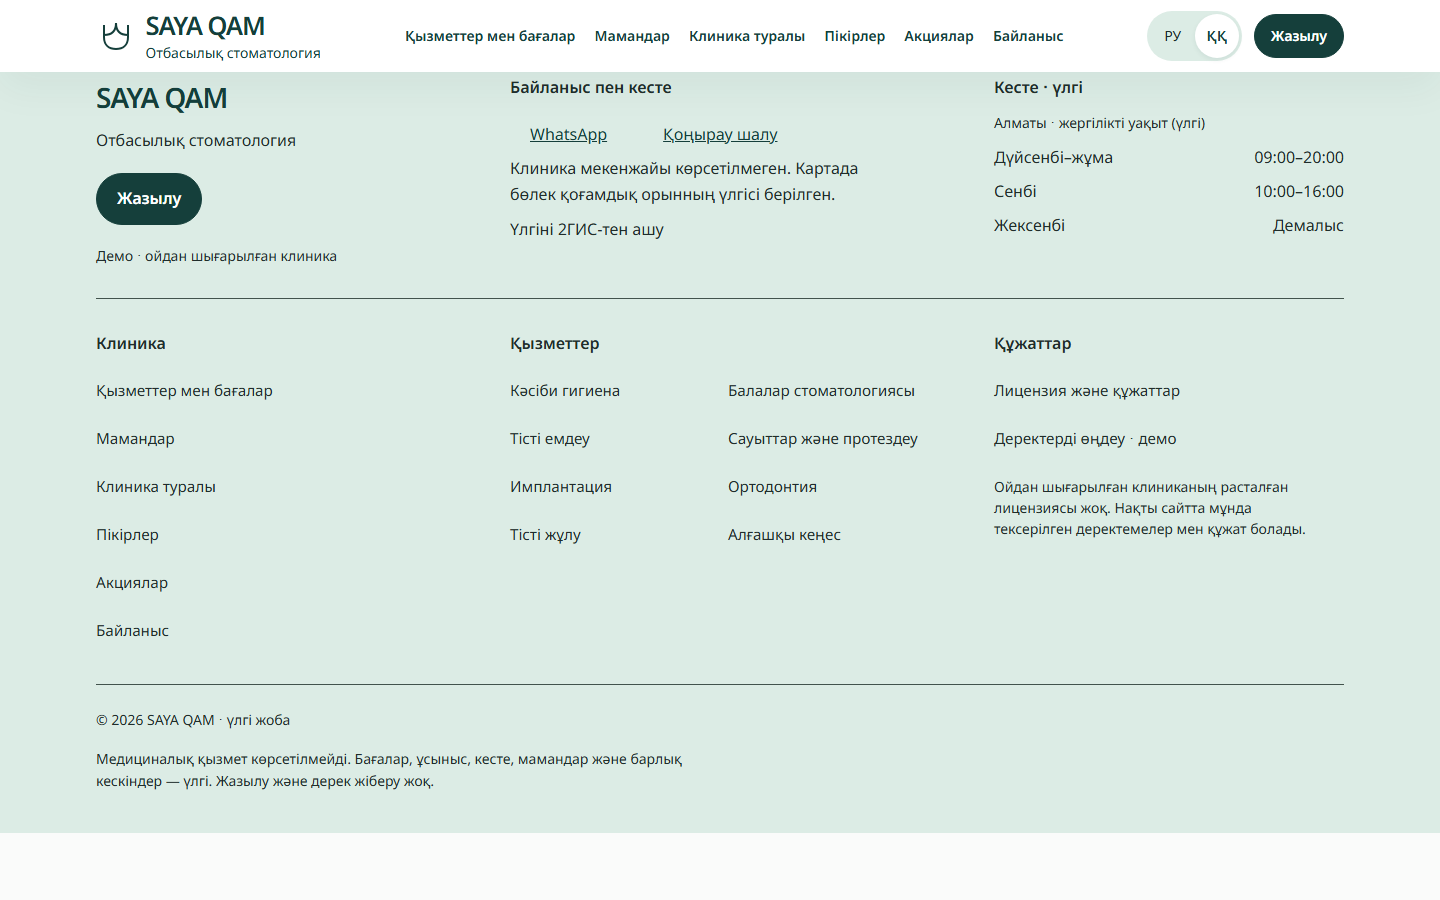 SAYA QAM
Отбасылық стоматология
Қызметтер мен бағалар
Мамандар
Клиника туралы
Пікірлер
Акциялар
Байланыс
РУ
ҚҚ
Жазылу
SAYA QAM
Отбасылық стоматология
Жазылу
Демо · ойдан шығарылған клиника
Байланыс пен кесте
WhatsApp
Қоңырау шалу
Клиника мекенжайы көрсетілмеген. Картада
бөлек қоғамдық орынның үлгісі берілген.
Үлгіні 2ГИС-тен ашу
Кесте · үлгі
Алматы · жергілікті уақыт (үлгі)
Дүйсенбі–жұма 09:00–20:00
Сенбі 10:00–16:00
Жексенбі Демалыс
Клиника
Қызметтер мен бағалар
Мамандар
Клиника туралы
Пікірлер
Акциялар
Байланыс
Қызметтер
Кәсіби гигиена
Тісті емдеу
Имплантация
Тісті жұлу
Балалар стоматологиясы
Сауыттар және протездеу
Ортодонтия
Алғашқы кеңес
Құжаттар
Лицензия және құжаттар
Деректерді өңдеу · демо
Ойдан шығарылған клиниканың расталған
лицензиясы жоқ. Нақты сайтта мұнда
тексерілген деректемелер мен құжат болады.
© 2026 SAYA QAM · үлгі жоба
Медициналық қызмет көрсетілмейді. Бағалар, ұсыныс, кесте, мамандар және барлық
кескіндер — үлгі. Жазылу және дерек жіберу жоқ.